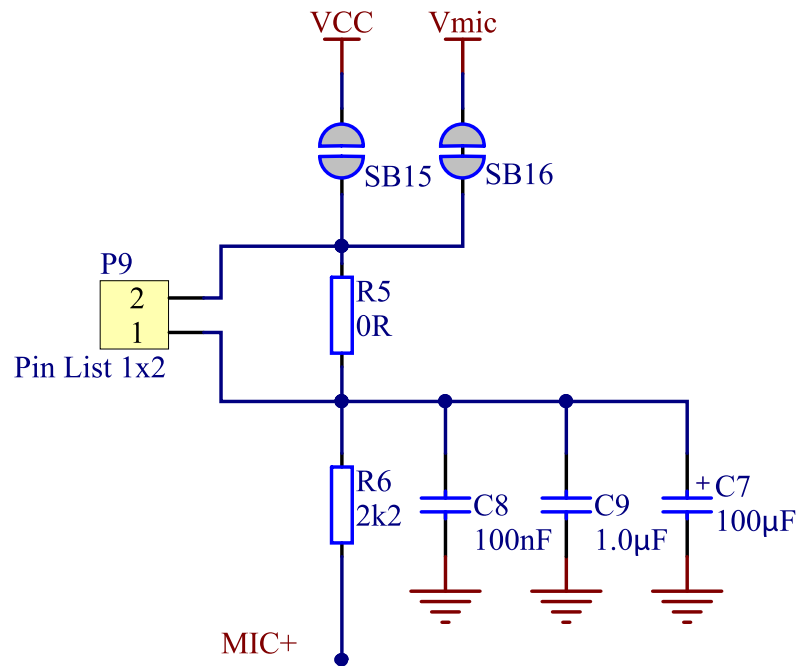 VCC Vmic
SB15 SB16
P9
2
1
Pin List 1x2
R5
0R
R6
2k2
C8
100nF
C9
1.0µF
+ C7
100µF
MIC+